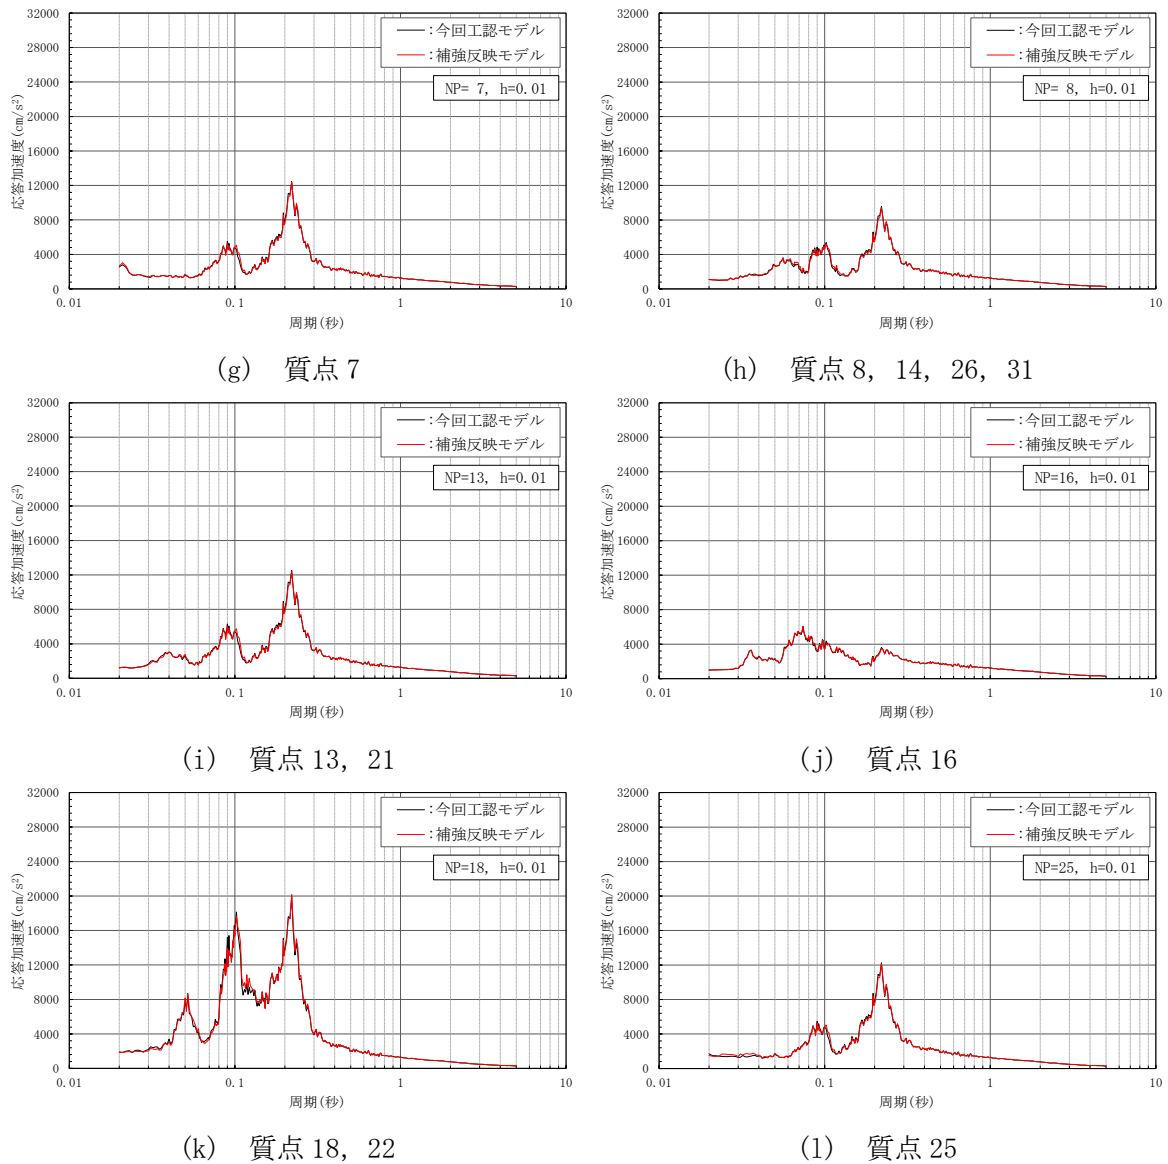 32000
28000
24000
20000
16000
12000
8000
4000
0
応答加速度(cm/s²)
―:今回工認モデル
―:補強反映モデル
NP= 7, h=0.01
0.01 0.1 1 10
周期(秒)
(g) 質点 7
32000
28000
24000
20000
16000
12000
8000
4000
0
応答加速度(cm/s²)
―:今回工認モデル
―:補強反映モデル
NP= 8, h=0.01
0.01 0.1 1 10
周期(秒)
(h) 質点 8, 14, 26, 31
32000
28000
24000
20000
16000
12000
8000
4000
0
応答加速度(cm/s²)
―:今回工認モデル
―:補強反映モデル
NP=13, h=0.01
0.01 0.1 1 10
周期(秒)
(i) 質点 13, 21
32000
28000
24000
20000
16000
12000
8000
4000
0
応答加速度(cm/s²)
―:今回工認モデル
―:補強反映モデル
NP=16, h=0.01
0.01 0.1 1 10
周期(秒)
(j) 質点 16
32000
28000
24000
20000
16000
12000
8000
4000
0
応答加速度(cm/s²)
―:今回工認モデル
―:補強反映モデル
NP=18, h=0.01
0.01 0.1 1 10
周期(秒)
(k) 質点 18, 22
32000
28000
24000
20000
16000
12000
8000
4000
0
応答加速度(cm/s²)
―:今回工認モデル
―:補強反映モデル
NP=25, h=0.01
0.01 0.1 1 10
周期(秒)
(l) 質点 25